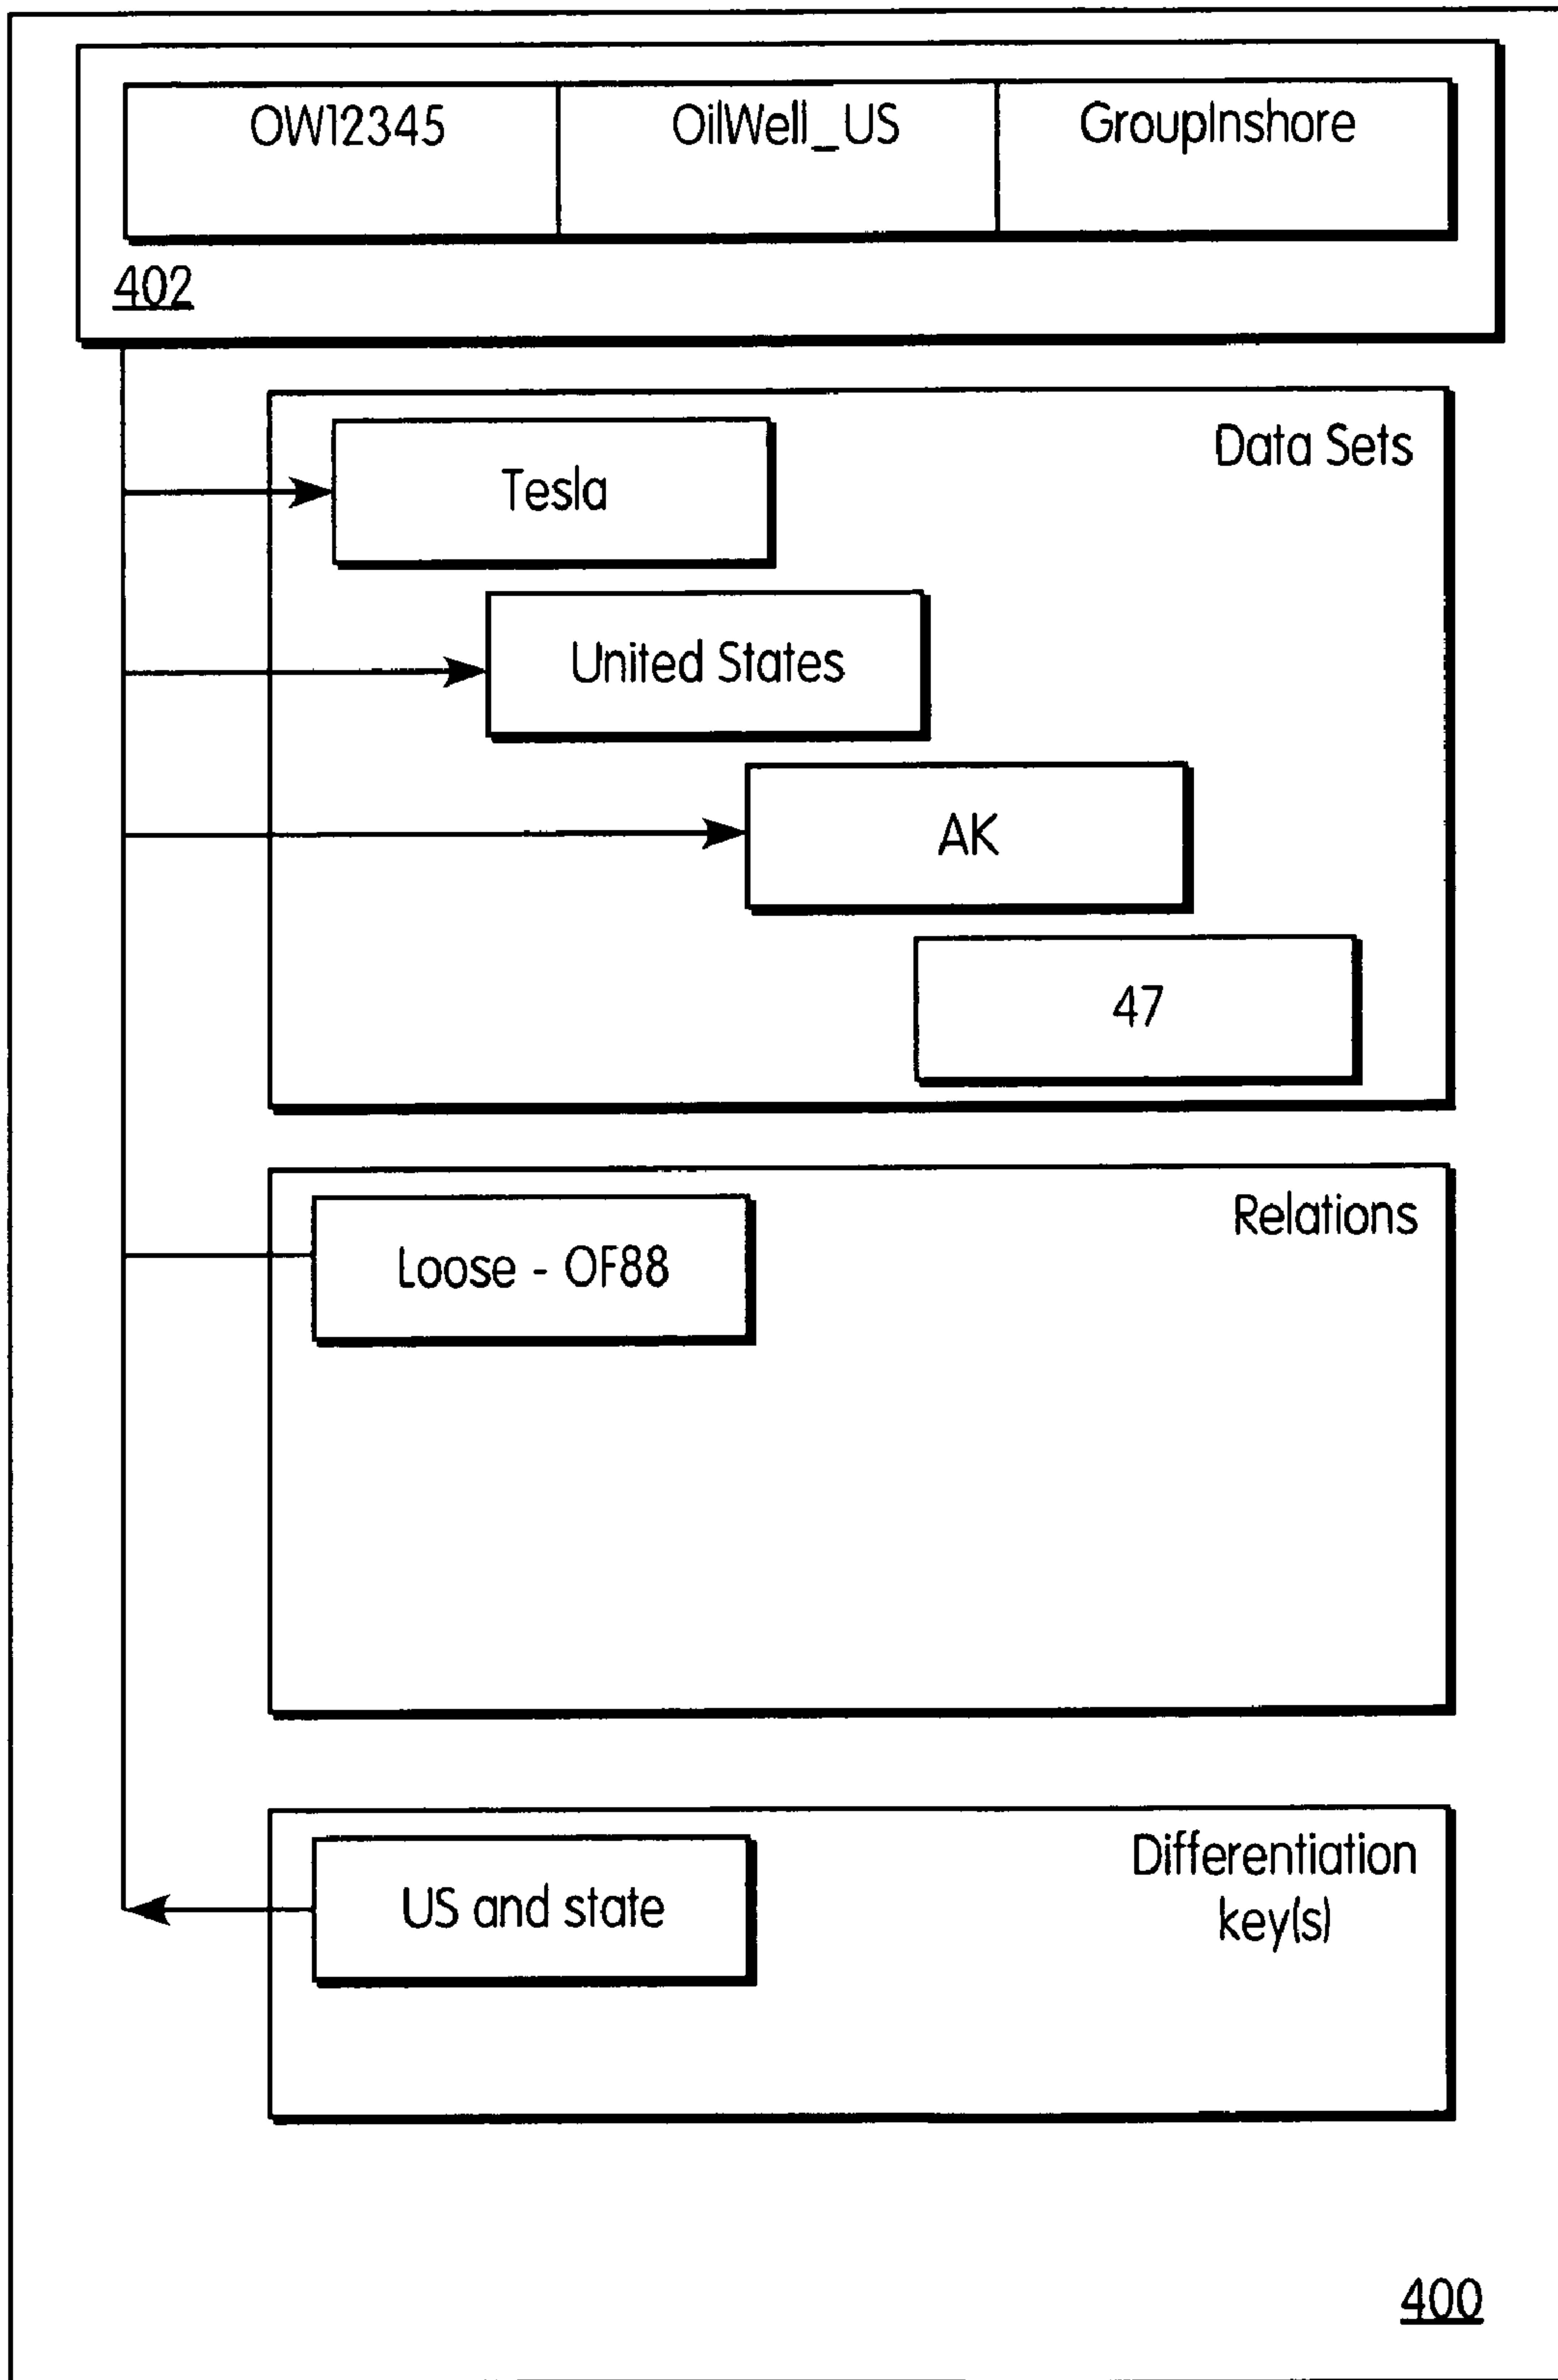 OW12345 OilWell_US GroupInshore
402
Data Sets
Tesla
United States
AK
47
Relations
Loose - OF88
Differentiation
key(s)
US and state
400